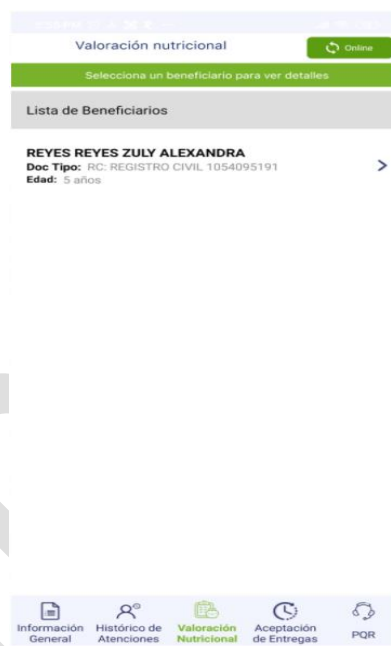 Valoración nutricional
Online
Selecciona un beneficiario para ver detalles
Lista de Beneficiarios
REYES REYES ZULY ALEXANDRA
Doc Tipo: RC: REGISTRO CIVIL 1054095191
Edad: 5 años
Información General
Histórico de Atenciones
Valoración Nutricional
Aceptación de Entregas
PQR